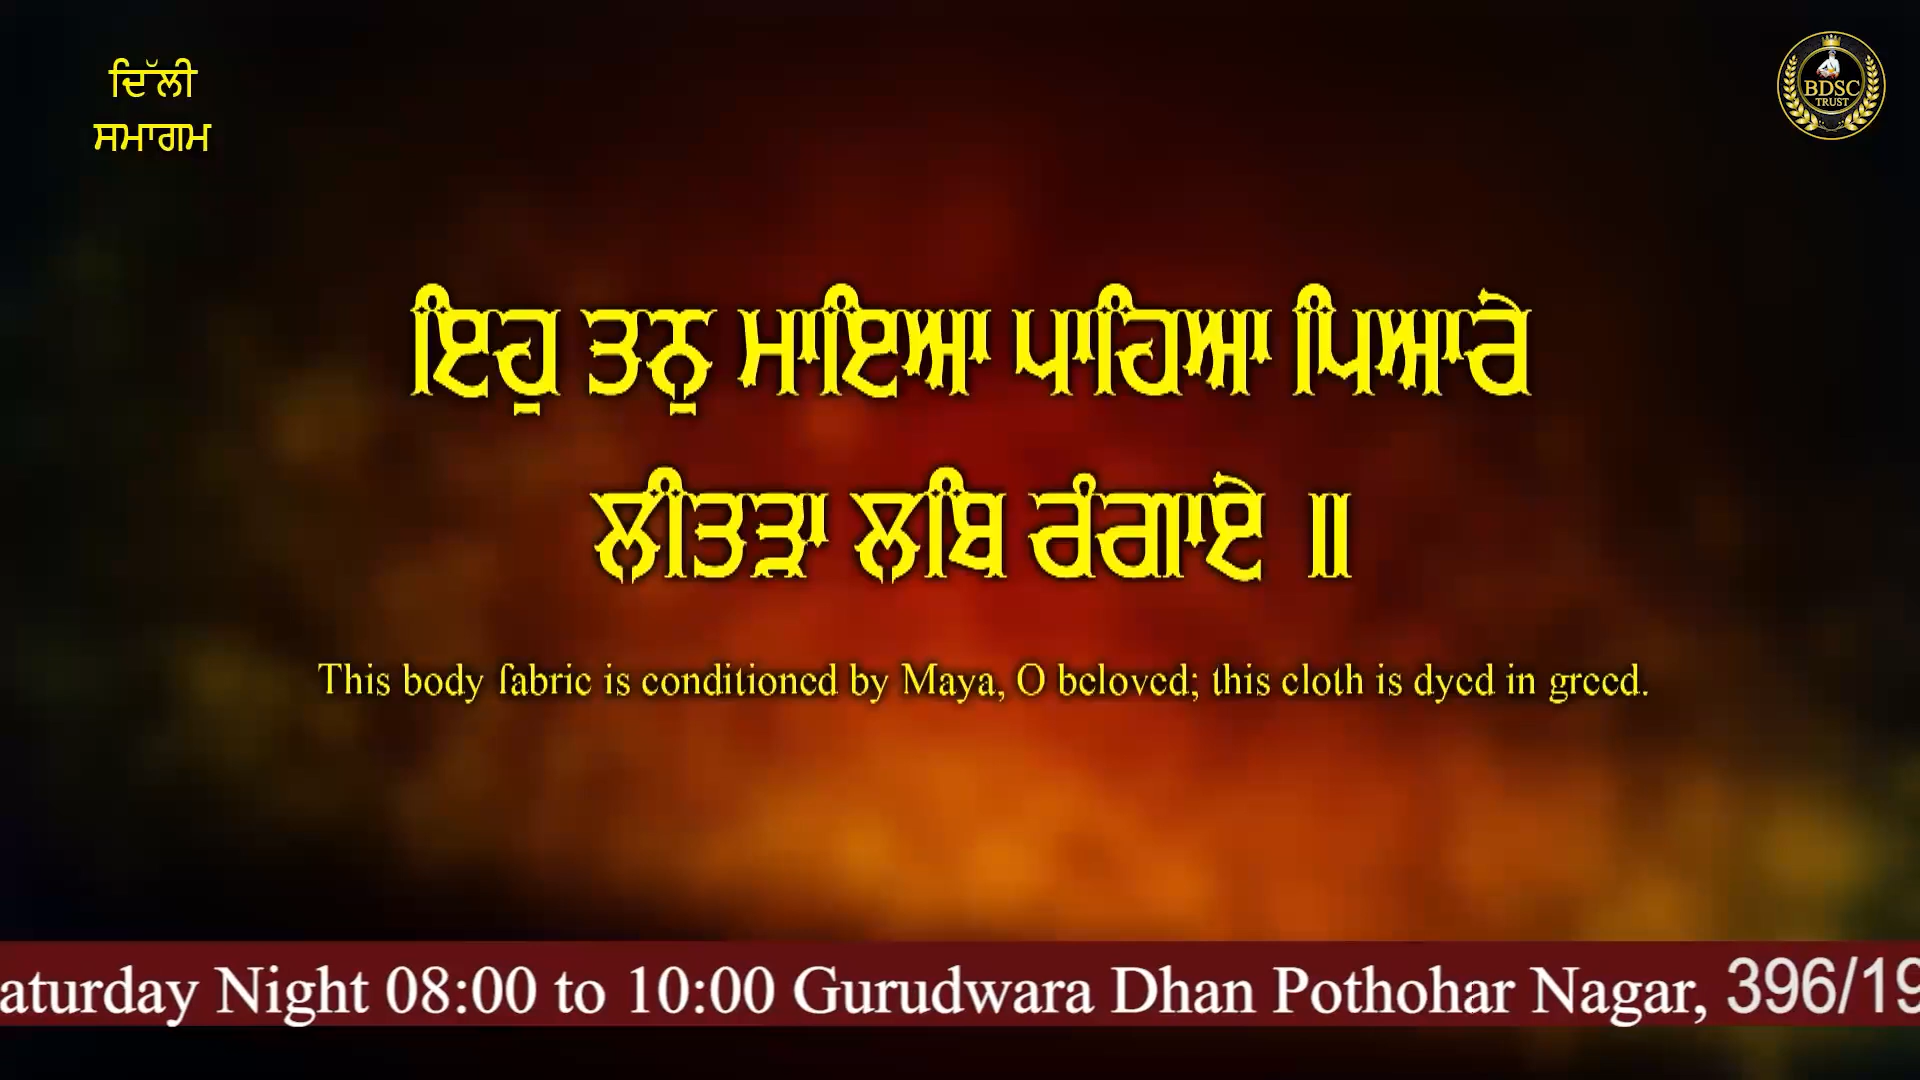 ਦਿੱਲੀ
ਸਮਾਗਮ
BDSC
TRUST
ਇਹੁ ਤਨੁ ਮਾਇਆ ਪਾਹਿਆ ਪਿਆਰੇ
ਲੀਤੜਾ ਲਬਿ ਰੰਗਾਏ ॥
This body fabric is conditioned by Maya, O beloved; this cloth is dyed in greed.
aturday Night 08:00 to 10:00 Gurudwara Dhan Pothohar Nagar, 396/19